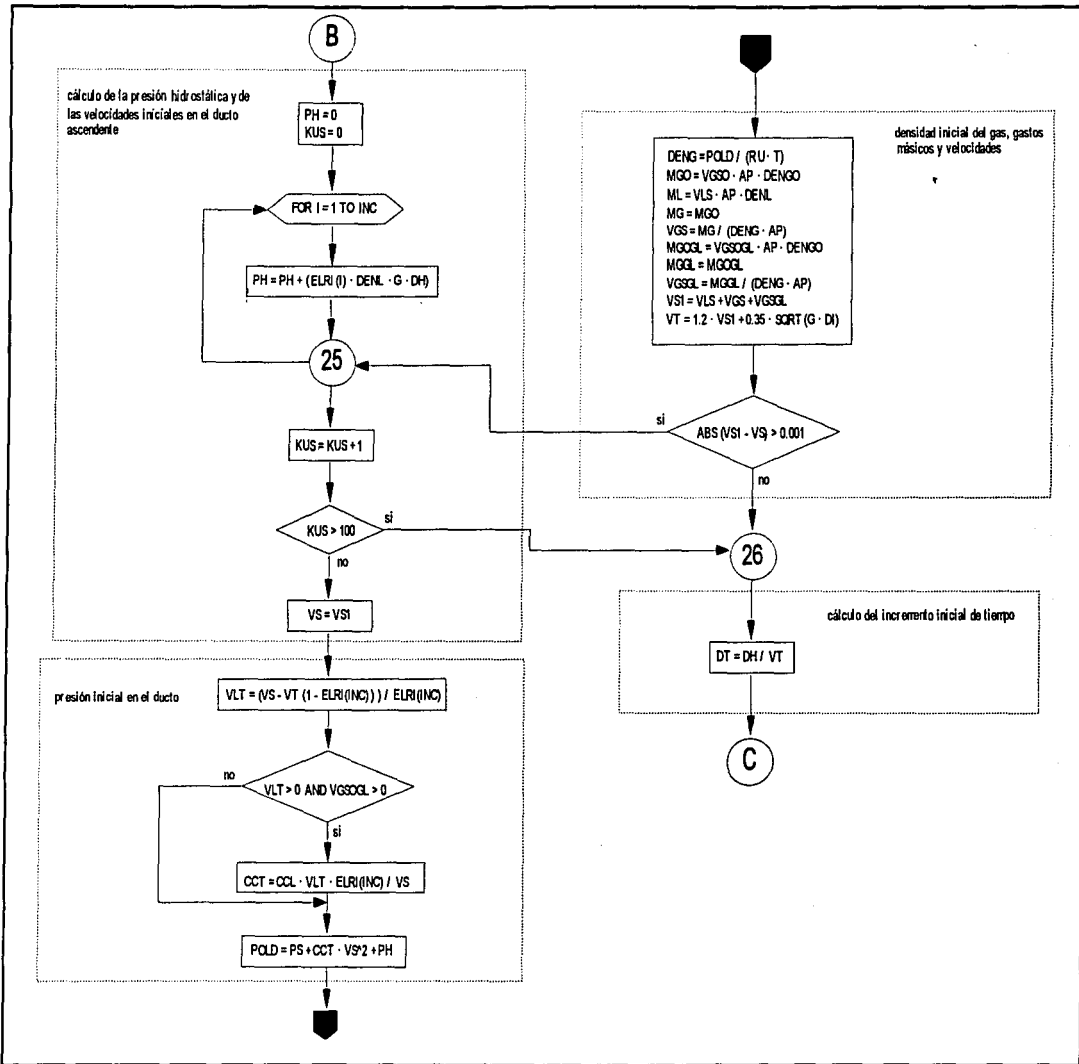 B
cálculo de la presión hidrostática y de
las velocidades iniciales en el ducto
ascendente
PH = 0
KUS = 0
FOR I = 1 TO INC
PH = PH + (ELRI (I) · DENL · G · DH)
25
KUS = KUS + 1
KUS > 100
si
no
VS = VS1
presión inicial en el ducto
VLT = (VS - VT (1 - ELRI(INC) ) ) / ELRI(INC)
no
VLT > 0 AND VGSOGL > 0
si
CCT = CCL · VLT · ELRI(INC) / VS
POLD = PS + CCT · VS^2 + PH
densidad inicial del gas, gastos
másicos y velocidades
DENG = POLD / (RU · T)
MGO = VGSO · AP · DENGO
ML = VLS · AP · DENL
MG = MGO
VGS = MG / (DENG · AP)
MGOGL = VGSOGL · AP · DENGO
MGGL = MGOGL
VGSGL = MGGL / (DENG · AP)
VS1 = VLS + VGS + VGSGL
VT = 1.2 · VS1 + 0.35 · SQRT (G · DI)
si
ABS (VS1 - VS) > 0.001
no
26
cálculo del incremento inicial de tiempo
DT = DH / VT
C